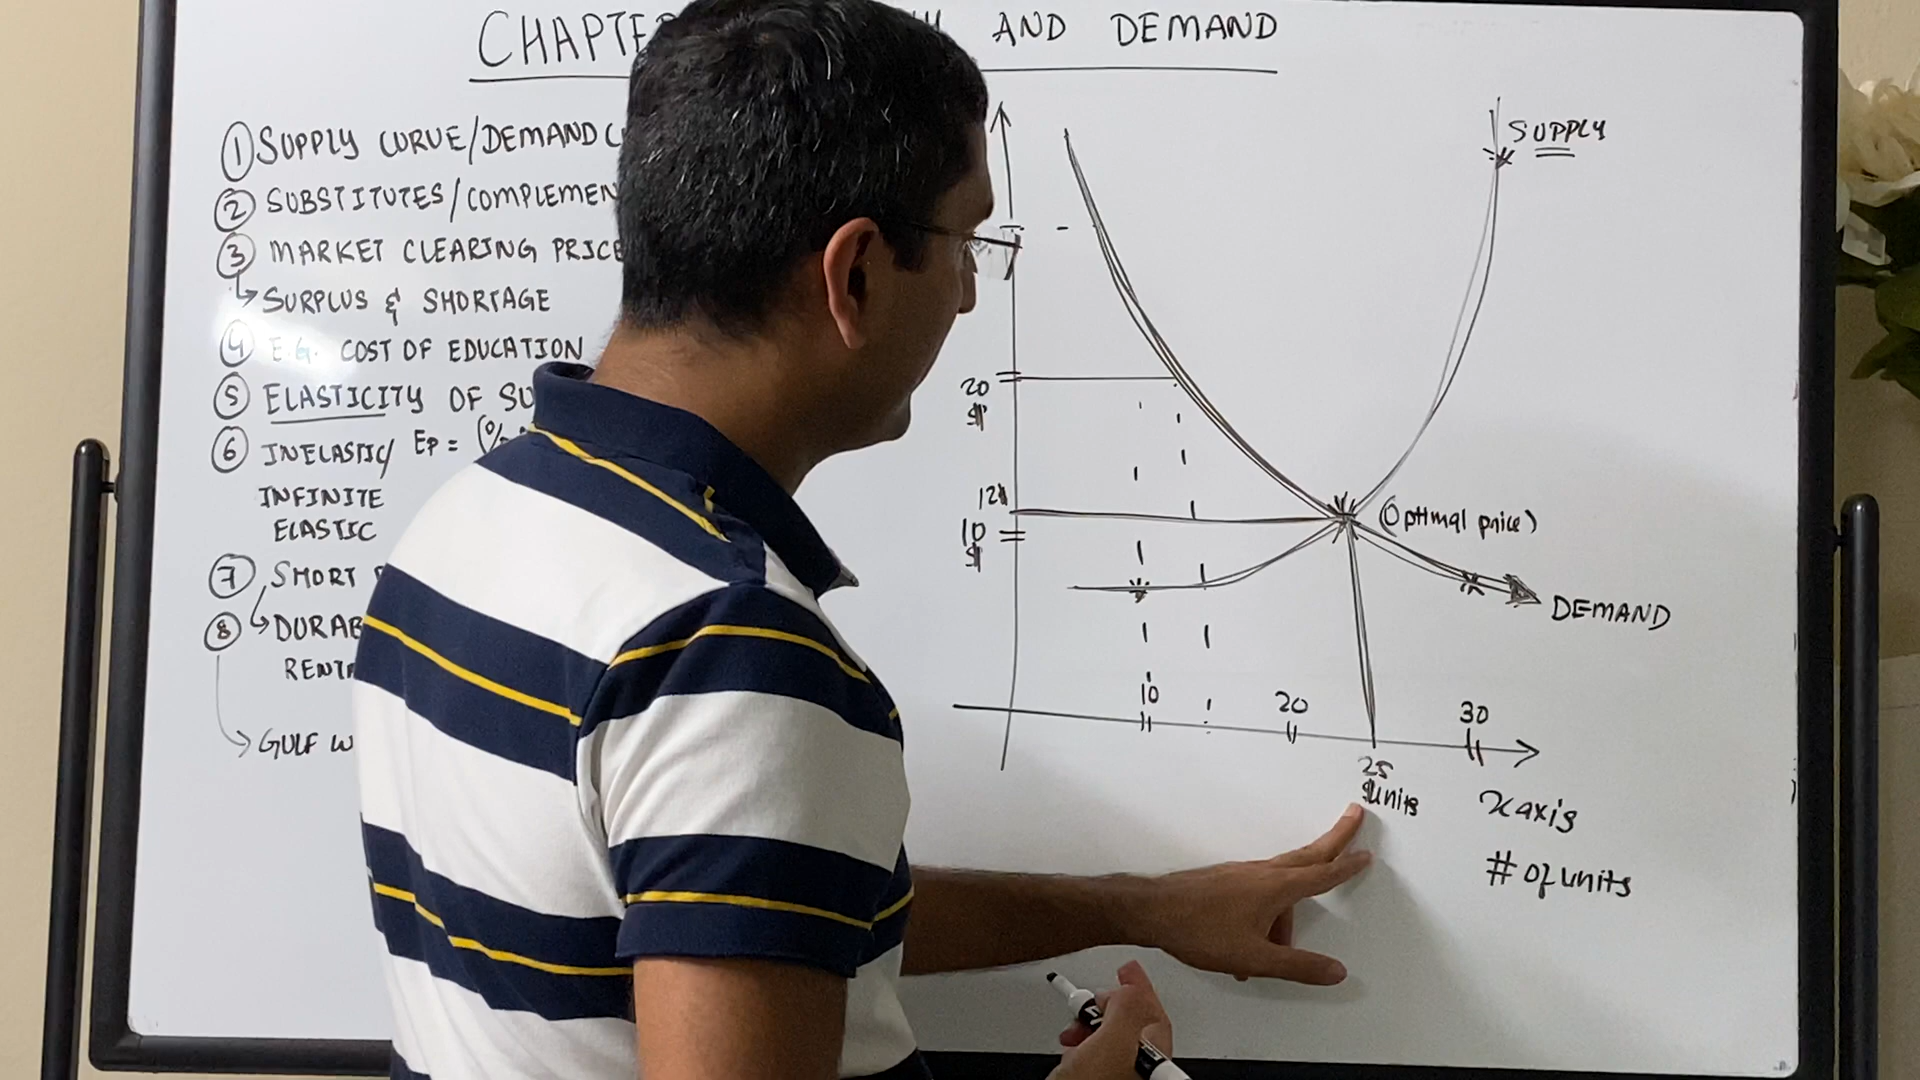 AND DEMAND
① SUPPLY CURVE/DEMAND
② SUBSTITUTES/COMPLEMEN
③ MARKET CLEARING PRICE
↳ SURPLUS & SHORTAGE
④ E.G. COST OF EDUCATION
⑤ ELASTICITY OF SU
⑥ INELASTIC/ Ep = (%
INFINITE
ELASTIC
⑦ SHORT
⑧ ↳ DURAB
RENTA
→ GULF W
SUPPLY
20
$
12$
10
$
(Optimal price)
DEMAND
10
20
30
25
units
x axis
# of units